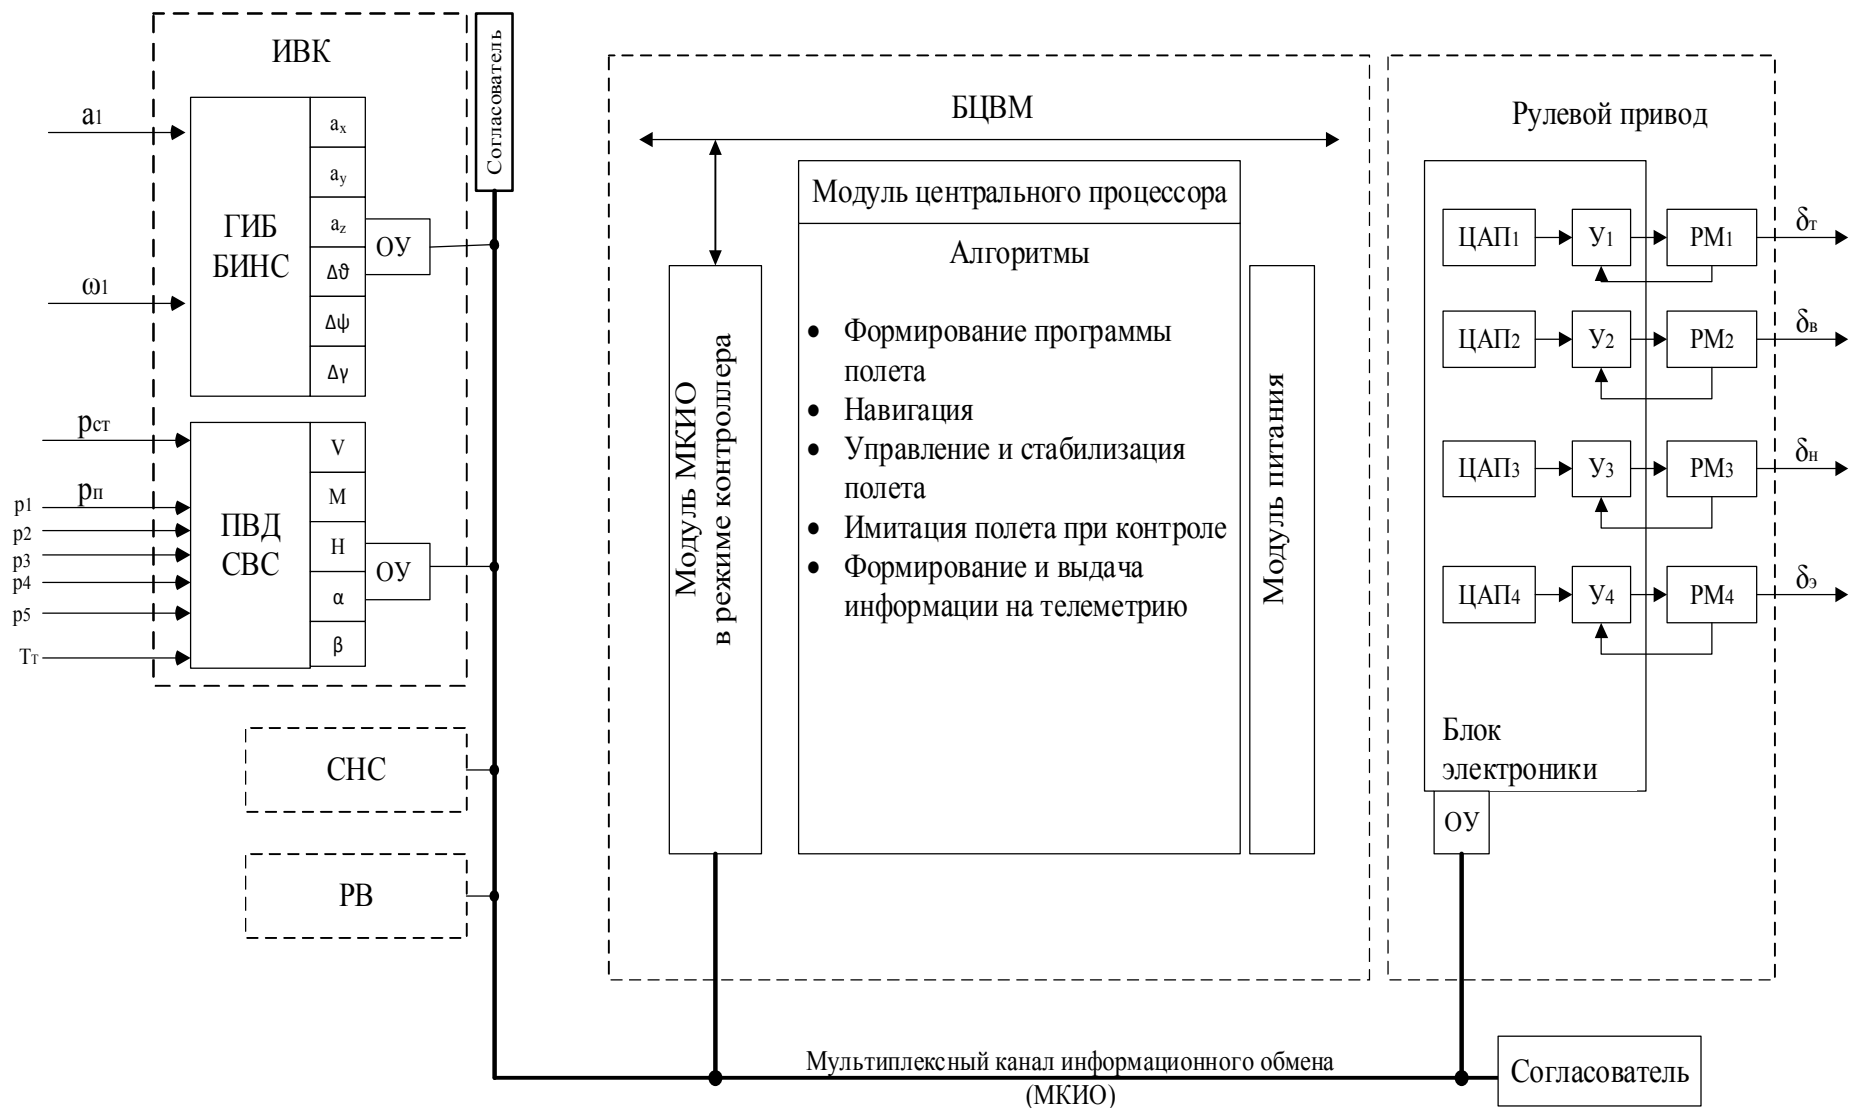 ИВК
Согласователь
a1
ω1
ГИБ
БИНС
ax
ay
az
Δϑ
Δψ
Δγ
ОУ
pст
pп
p1
p2
p3
p4
p5
Tт
ПВД
СВС
V
M
H
α
β
ОУ
СНС
РВ
БЦВМ
Модуль МКИО
в режиме контроллера
Модуль центрального процессора
Алгоритмы
• Формирование программы
полета
• Навигация
• Управление и стабилизация
полета
• Имитация полета при контроле
• Формирование и выдача
информации на телеметрию
Модуль питания
Рулевой привод
ЦАП1 У1 РМ1 δт
ЦАП2 У2 РМ2 δв
ЦАП3 У3 РМ3 δн
ЦАП4 У4 РМ4 δэ
Блок
электроники
ОУ
Мультиплексный канал информационного обмена
(МКИО)
Согласователь